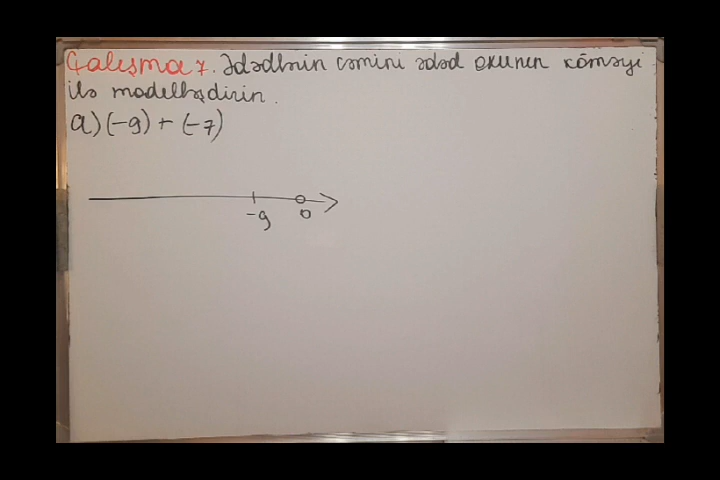 Çalışma 7. Ədədlərin cəmini ədəd oxunun köməyi
ilə modelləşdirin.
a) (-9) + (-7)
-9 0